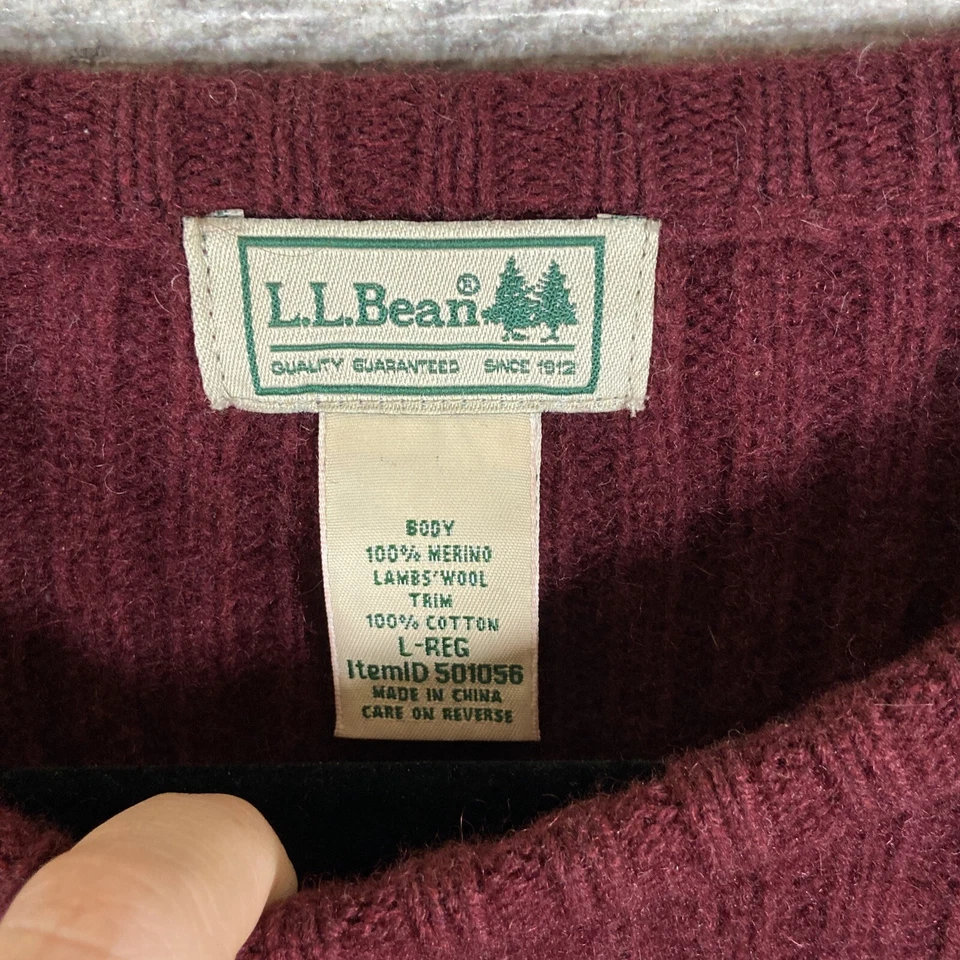 L.L.Bean®
QUALITY GUARANTEED SINCE 1912
BODY
100% MERINO
LAMBS'WOOL
TRIM
100% COTTON
L-REG
ItemID 501056
MADE IN CHINA
CARE ON REVERSE